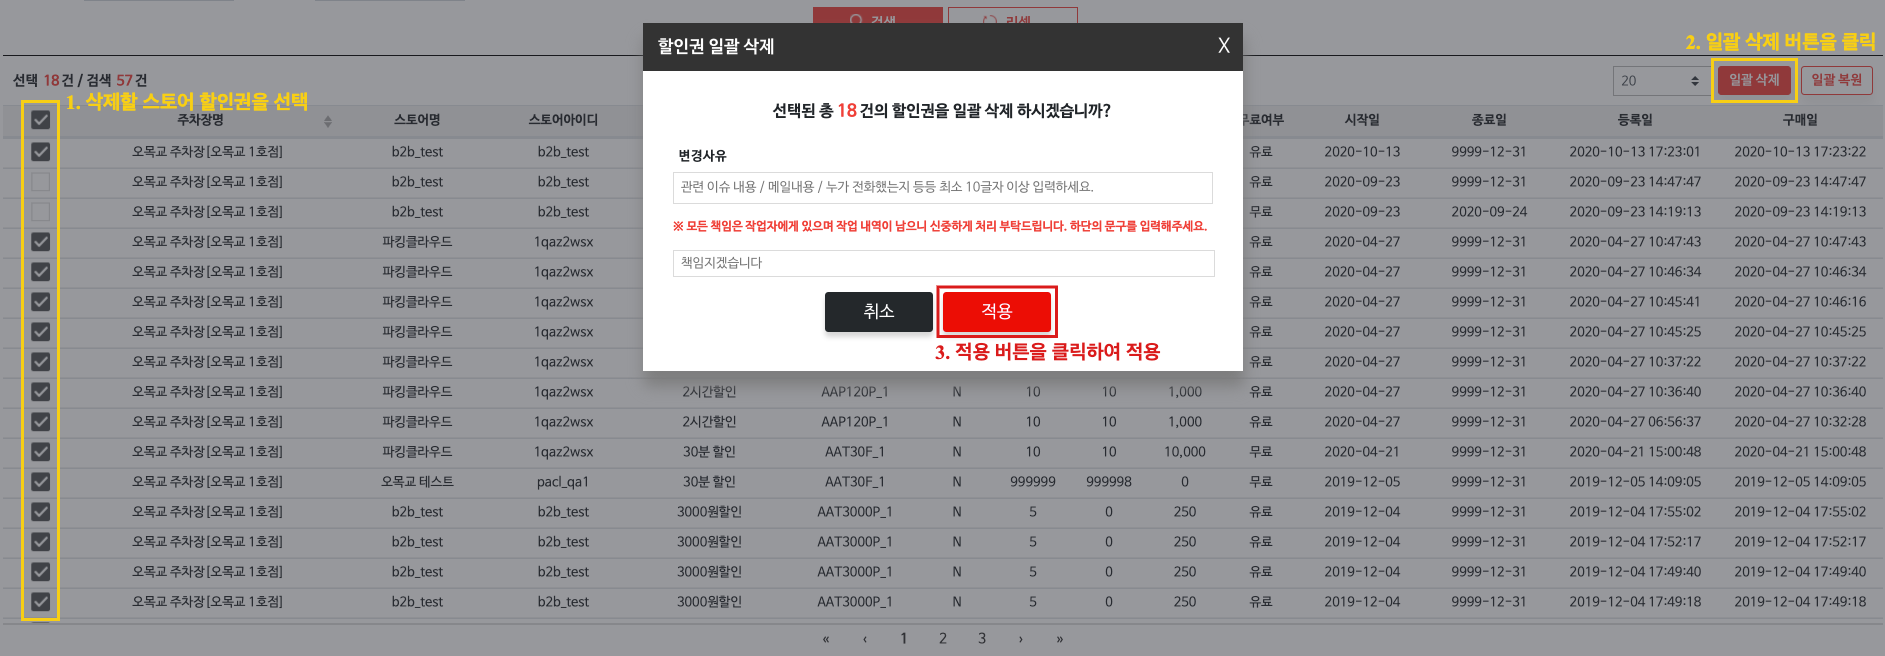 검색 리셋
할인권 일괄 삭제 X
2. 일괄 삭제 버튼을 클릭
선택 18 건 / 검색 57 건
20 일괄 삭제 일괄 복원
1. 삭제할 스토어 할인권을 선택
선택된 총 18 건의 할인권을 일괄 삭제 하시겠습니까?
주차장명 스토어명 스토어아이디 료여부 시작일 종료일 등록일 구매일
오목교 주차장[오목교 1호점] b2b_test b2b_test 유료 2020-10-13 9999-12-31 2020-10-13 17:23:01 2020-10-13 17:23:22
변경사유
오목교 주차장[오목교 1호점] b2b_test b2b_test 유료 2020-09-23 9999-12-31 2020-09-23 14:47:47 2020-09-23 14:47:47
관련 이슈 내용 / 메일내용 / 누가 전화했는지 등등 최소 10글자 이상 입력하세요.
오목교 주차장[오목교 1호점] b2b_test b2b_test 무료 2020-09-23 2020-09-24 2020-09-23 14:19:13 2020-09-23 14:19:13
※ 모든 책임은 작업자에게 있으며 작업 내역이 남으니 신중하게 처리 부탁드립니다. 하단의 문구를 입력해주세요.
오목교 주차장[오목교 1호점] 파킹클라우드 1qaz2wsx 유료 2020-04-27 9999-12-31 2020-04-27 10:47:43 2020-04-27 10:47:43
책임지겠습니다
오목교 주차장[오목교 1호점] 파킹클라우드 1qaz2wsx 유료 2020-04-27 9999-12-31 2020-04-27 10:46:34 2020-04-27 10:46:34
오목교 주차장[오목교 1호점] 파킹클라우드 1qaz2wsx 유료 2020-04-27 9999-12-31 2020-04-27 10:45:41 2020-04-27 10:46:16
취소 적용
오목교 주차장[오목교 1호점] 파킹클라우드 1qaz2wsx 유료 2020-04-27 9999-12-31 2020-04-27 10:45:25 2020-04-27 10:45:25
3. 적용 버튼을 클릭하여 적용
오목교 주차장[오목교 1호점] 파킹클라우드 1qaz2wsx 유료 2020-04-27 9999-12-31 2020-04-27 10:37:22 2020-04-27 10:37:22
오목교 주차장[오목교 1호점] 파킹클라우드 1qaz2wsx 2시간할인 AAP120P_1 N 10 10 1,000 유료 2020-04-27 9999-12-31 2020-04-27 10:36:40 2020-04-27 10:36:40
오목교 주차장[오목교 1호점] 파킹클라우드 1qaz2wsx 2시간할인 AAP120P_1 N 10 10 1,000 유료 2020-04-27 9999-12-31 2020-04-27 06:56:37 2020-04-27 10:32:28
오목교 주차장[오목교 1호점] 파킹클라우드 1qaz2wsx 30분 할인 AAT30F_1 N 10 10 10,000 무료 2020-04-21 9999-12-31 2020-04-21 15:00:48 2020-04-21 15:00:48
오목교 주차장[오목교 1호점] 오목교 테스트 pacl_qa1 30분 할인 AAT30F_1 N 999999 999998 0 무료 2019-12-05 9999-12-31 2019-12-05 14:09:05 2019-12-05 14:09:05
오목교 주차장[오목교 1호점] b2b_test b2b_test 3000원할인 AAT3000P_1 N 5 0 250 유료 2019-12-04 9999-12-31 2019-12-04 17:55:02 2019-12-04 17:55:02
오목교 주차장[오목교 1호점] b2b_test b2b_test 3000원할인 AAT3000P_1 N 5 0 250 유료 2019-12-04 9999-12-31 2019-12-04 17:52:17 2019-12-04 17:52:17
오목교 주차장[오목교 1호점] b2b_test b2b_test 3000원할인 AAT3000P_1 N 5 0 250 유료 2019-12-04 9999-12-31 2019-12-04 17:49:40 2019-12-04 17:49:40
오목교 주차장[오목교 1호점] b2b_test b2b_test 3000원할인 AAT3000P_1 N 5 0 250 유료 2019-12-04 9999-12-31 2019-12-04 17:49:18 2019-12-04 17:49:18
« ‹ 1 2 3 › »